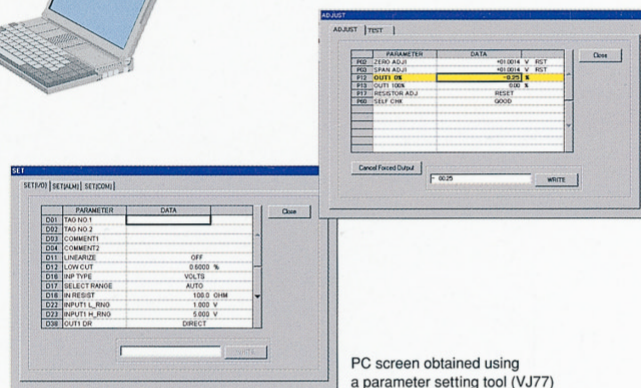 ADJUST
ADJUST TEST
PARAMETER DATA
P02 ZERO ADJ1 +01.0014 V RST
P03 SPAN ADJ1 +01.0014 V RST
P12 OUT1 0% -0.25 %
P13 OUT1 100% 0.00 %
P17 RESISTOR ADJ RESET
P60 SELF CHK GOOD
Close
Cancel Forced Output
- 00.25 WRITE
SET
SET(I/O) SET(ALM) SET(COM)
PARAMETER DATA
D01 TAG NO.1
D02 TAG NO.2
D03 COMMENT1
D04 COMMENT2
D11 LINEARIZE OFF
D12 LOW CUT 0.5000 %
D16 INP TYPE VOLTS
D17 SELECT RANGE AUTO
D18 IN RESIST 100.0 OHM
D22 INPUT1 L_RNG 1.000 V
D23 INPUT1 H_RNG 5.000 V
D38 OUT1 DR DIRECT
Close
WRITE
PC screen obtained using
a parameter setting tool (VJ77)